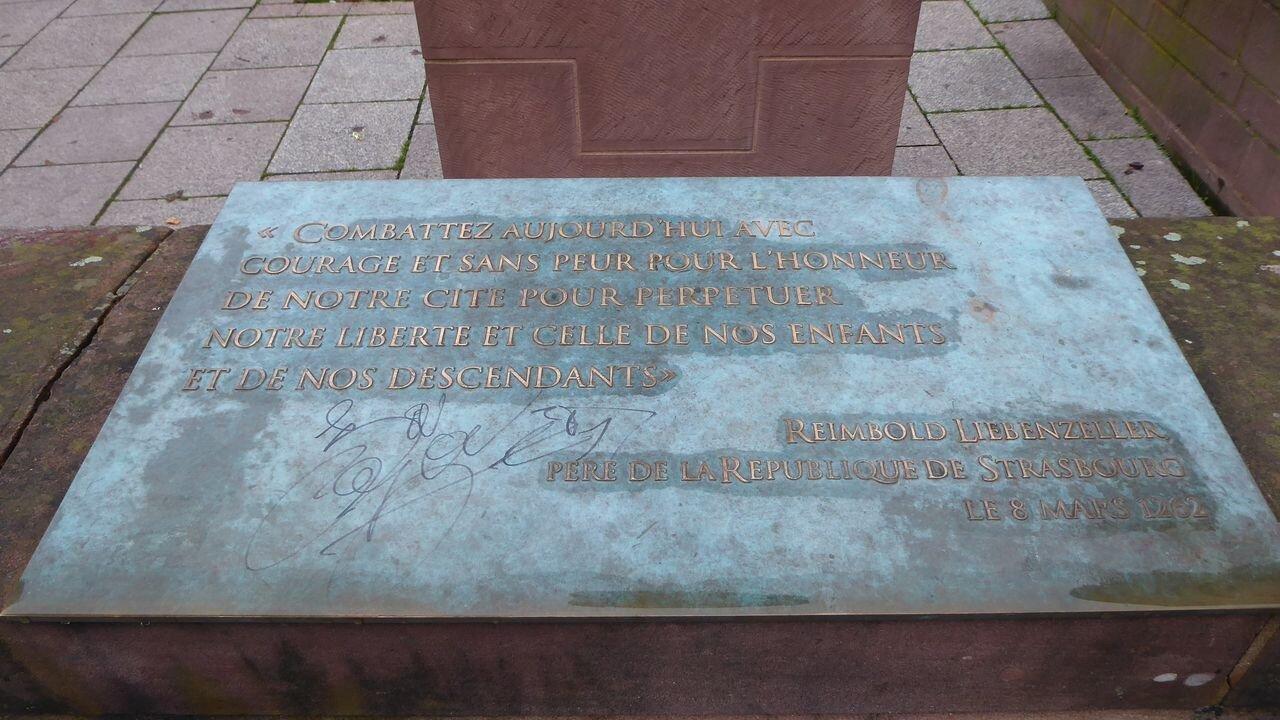 « COMBATTEZ AUJOURD'HUI AVEC
COURAGE ET SANS PEUR POUR L'HONNEUR
DE NOTRE CITE POUR PERPETUER
NOTRE LIBERTE ET CELLE DE NOS ENFANTS
ET DE NOS DESCENDANTS»
REIMBOLD LIEBENZELLER
PERE DE LA REPUBLIQUE DE STRASBOURG
LE 8 MARS 1262